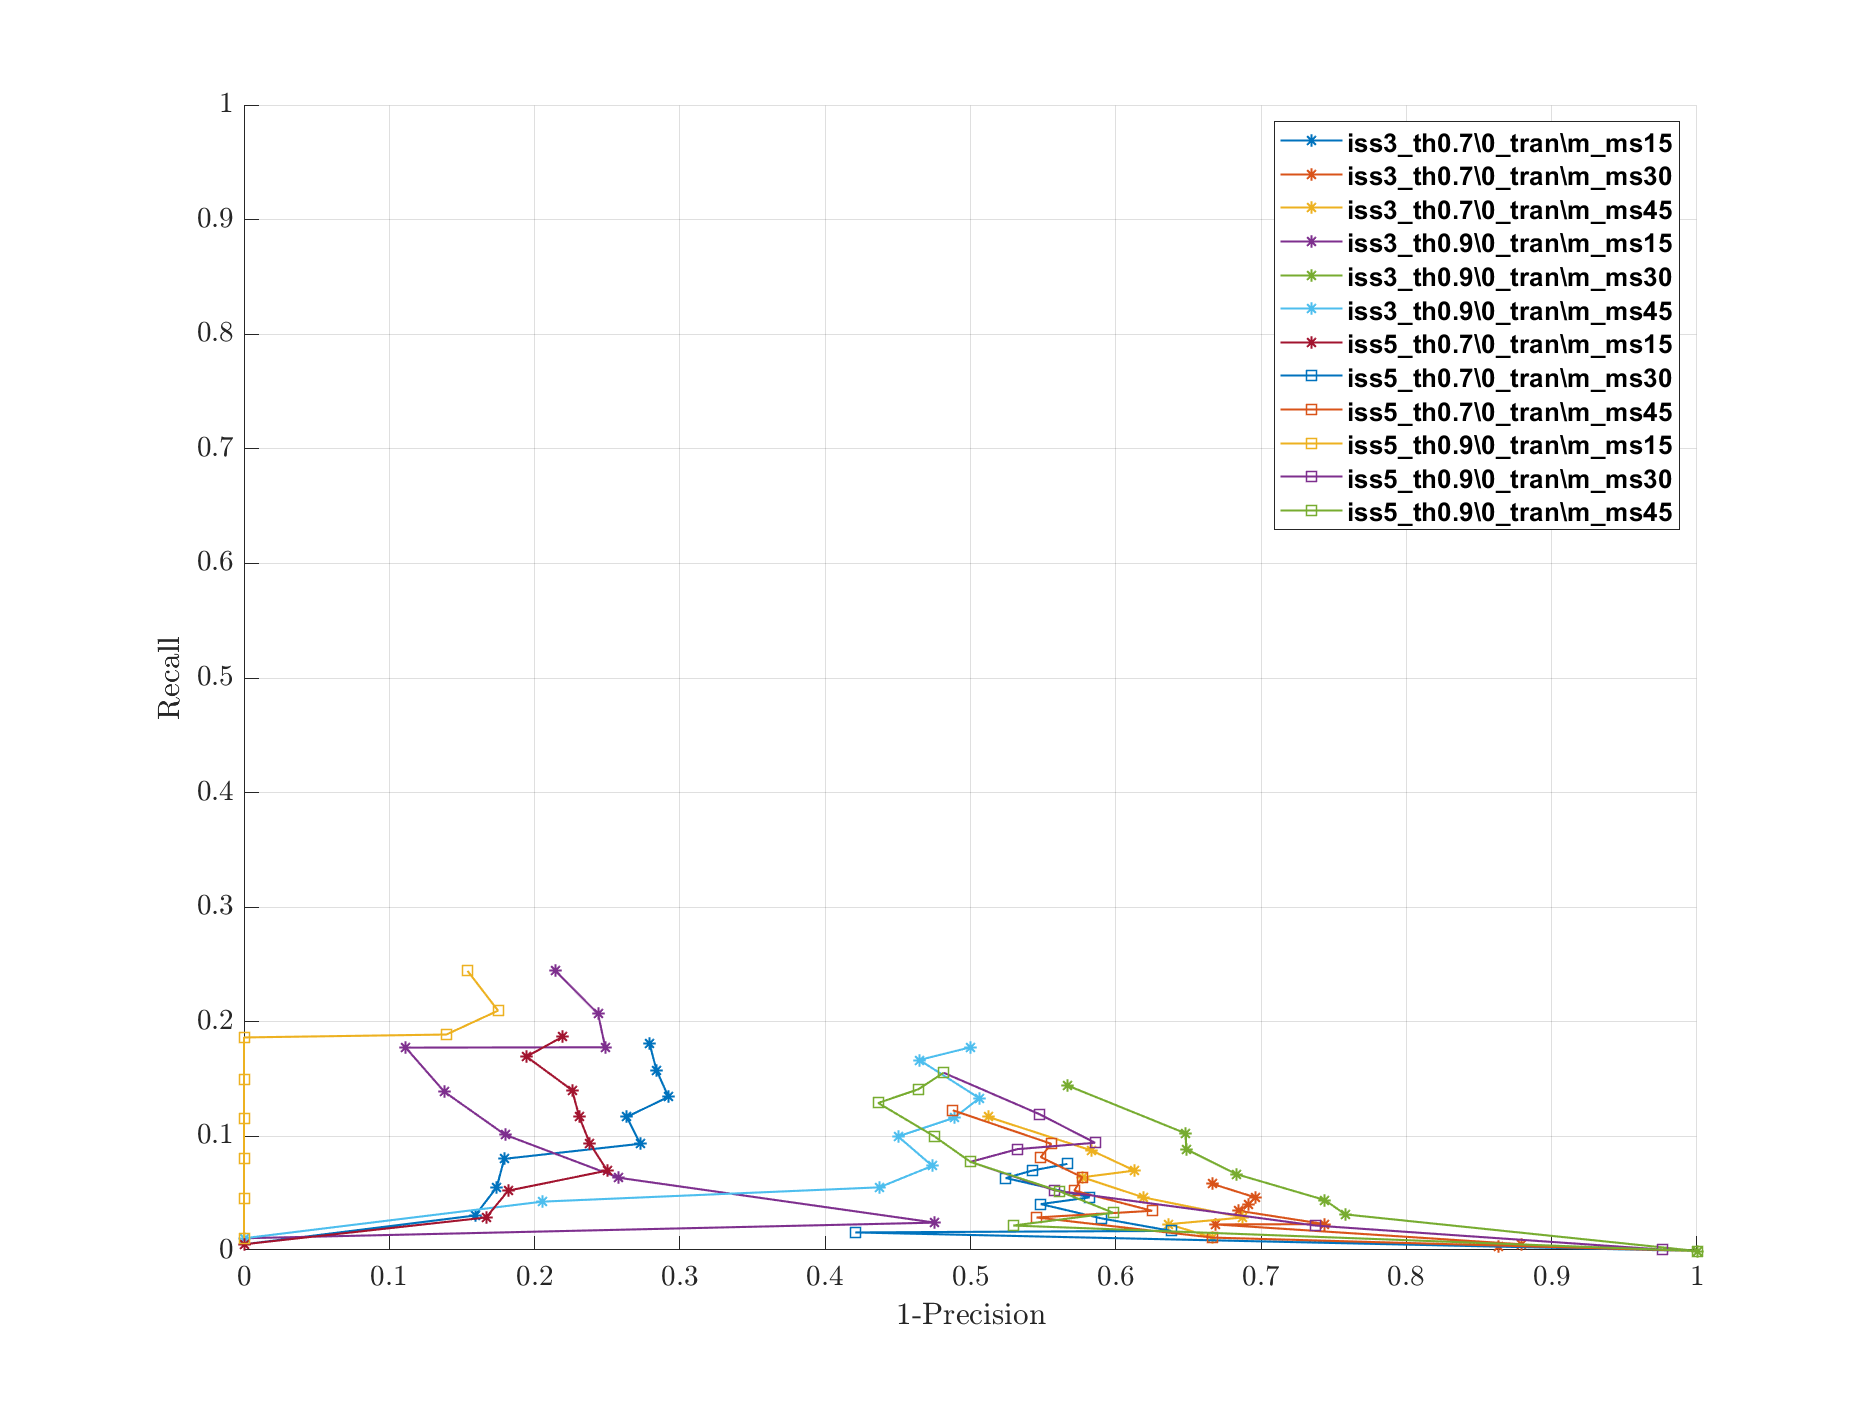 1
0.9
0.8
0.7
0.6
0.5
0.4
0.3
0.2
0.1
0
Recall
iss3_th0.7\0_tran\m_ms15
iss3_th0.7\0_tran\m_ms30
iss3_th0.7\0_tran\m_ms45
iss3_th0.9\0_tran\m_ms15
iss3_th0.9\0_tran\m_ms30
iss3_th0.9\0_tran\m_ms45
iss5_th0.7\0_tran\m_ms15
iss5_th0.7\0_tran\m_ms30
iss5_th0.7\0_tran\m_ms45
iss5_th0.9\0_tran\m_ms15
iss5_th0.9\0_tran\m_ms30
iss5_th0.9\0_tran\m_ms45
0 0.1 0.2 0.3 0.4 0.5 0.6 0.7 0.8 0.9 1
1-Precision